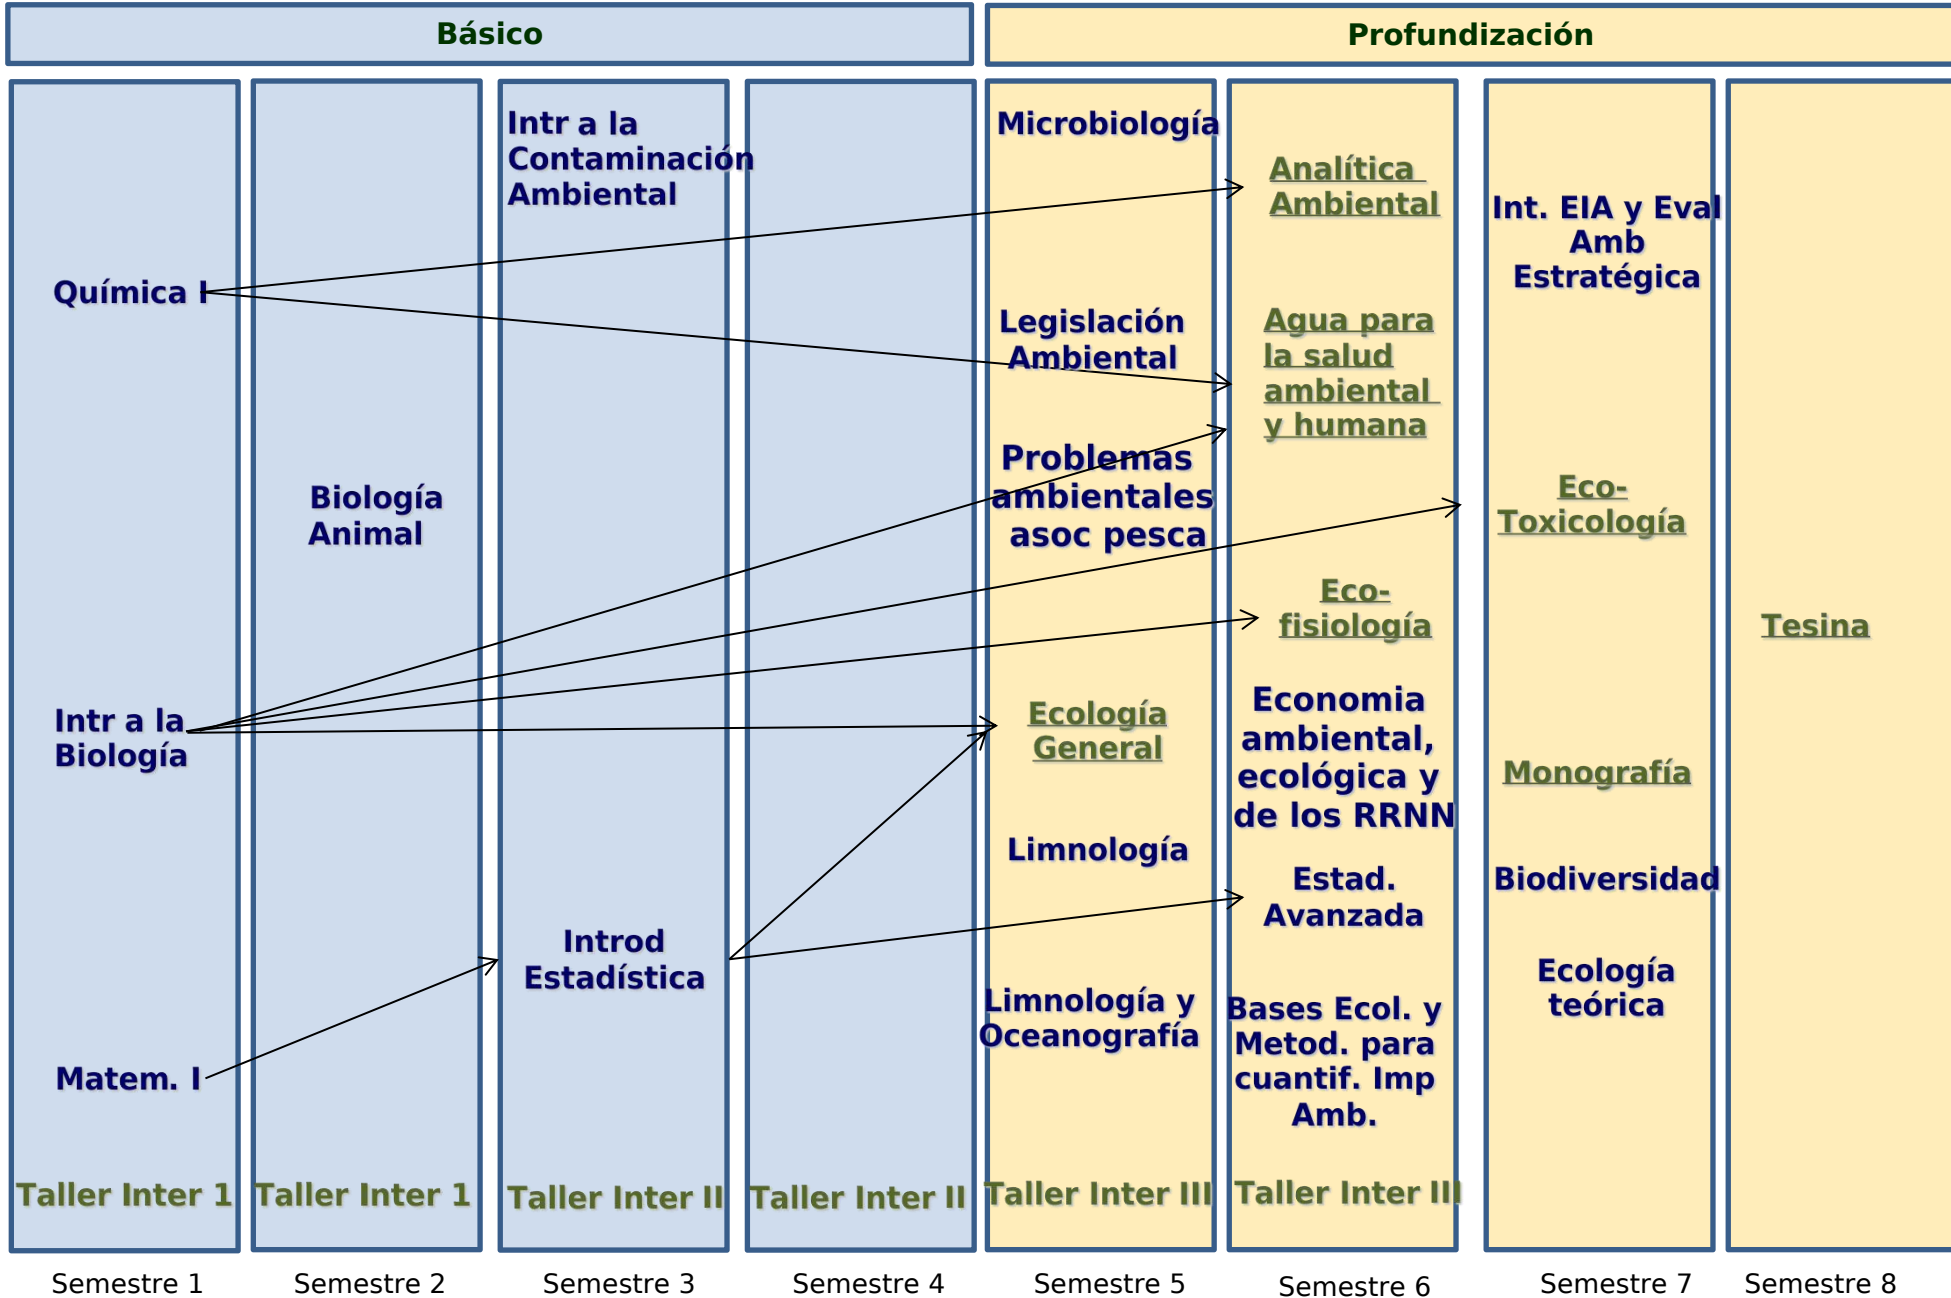 Básico
Profundización
Química I
Intr a la
Biología
Matem. I
Taller Inter 1
Biología
Animal
Taller Inter 1
Intr a la
Contaminación
Ambiental
Introd
Estadística
Taller Inter II
Taller Inter II
Microbiología
Legislación
Ambiental
Problemas
ambientales
asoc pesca
Ecología
General
Limnología
Limnología y
Oceanografía
Taller Inter III
Analítica
Ambiental
Agua para
la salud
ambiental
y humana
Eco-
fisiología
Economia
ambiental,
ecológica y
de los RRNN
Estad.
Avanzada
Bases Ecol. y
Metod. para
cuantif. Imp
Amb.
Taller Inter III
Int. EIA y Eval
Amb
Estratégica
Eco-
Toxicología
Monografía
Biodiversidad
Ecología
teórica
Tesina
Semestre 1
Semestre 2
Semestre 3
Semestre 4
Semestre 5
Semestre 6
Semestre 7
Semestre 8